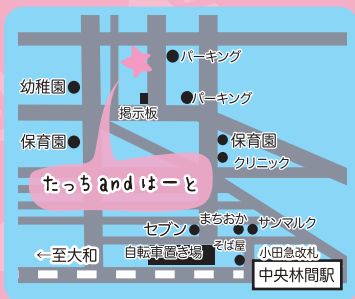 パーキング
幼稚園
パーキング
掲示板
保育園
保育園
クリニック
たっちandはーと
まちおか
セブン
サンマルク
そば屋
自転車置き場
小田急改札
←至大和
中央林間駅